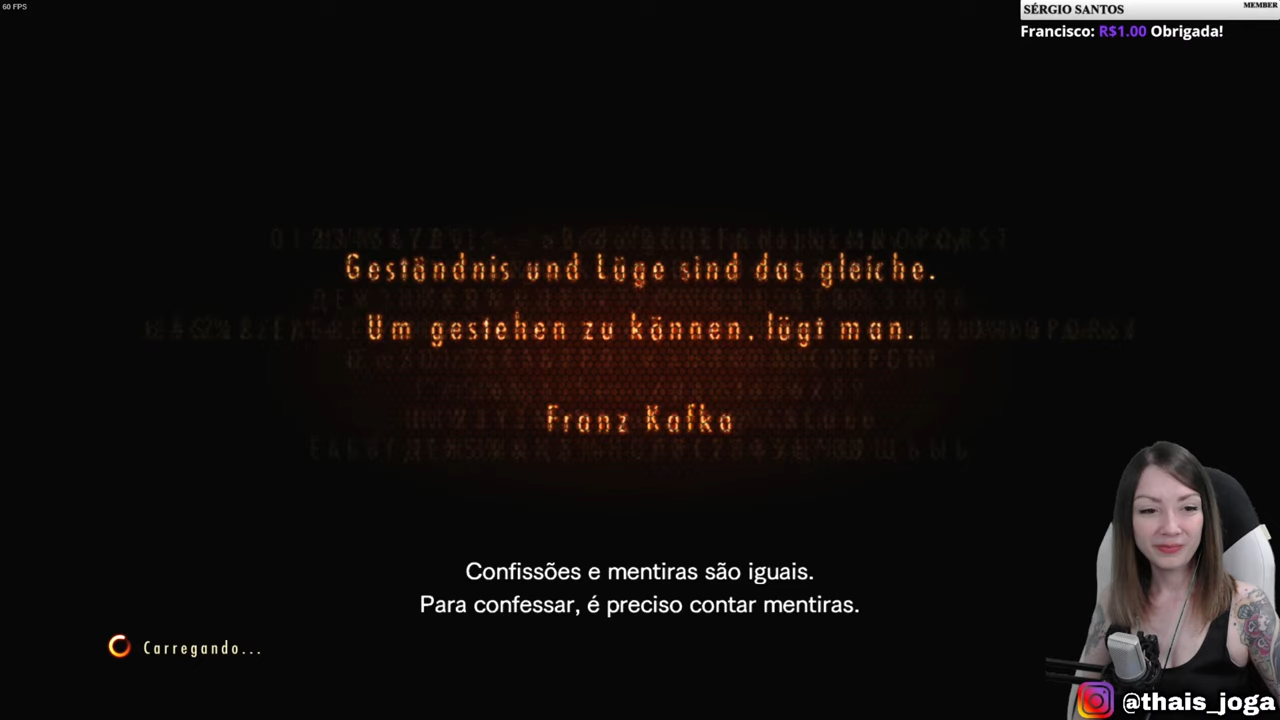 60 FPS
SÉRGIO SANTOS
MEMBER
Francisco: R$1.00 Obrigada!
Geständnis und Lüge sind das gleiche.
Um gestehen zu können, lügt man.
Franz Kafka
Confissões e mentiras são iguais.
Para confessar, é preciso contar mentiras.
Carregando...
@thais_joga